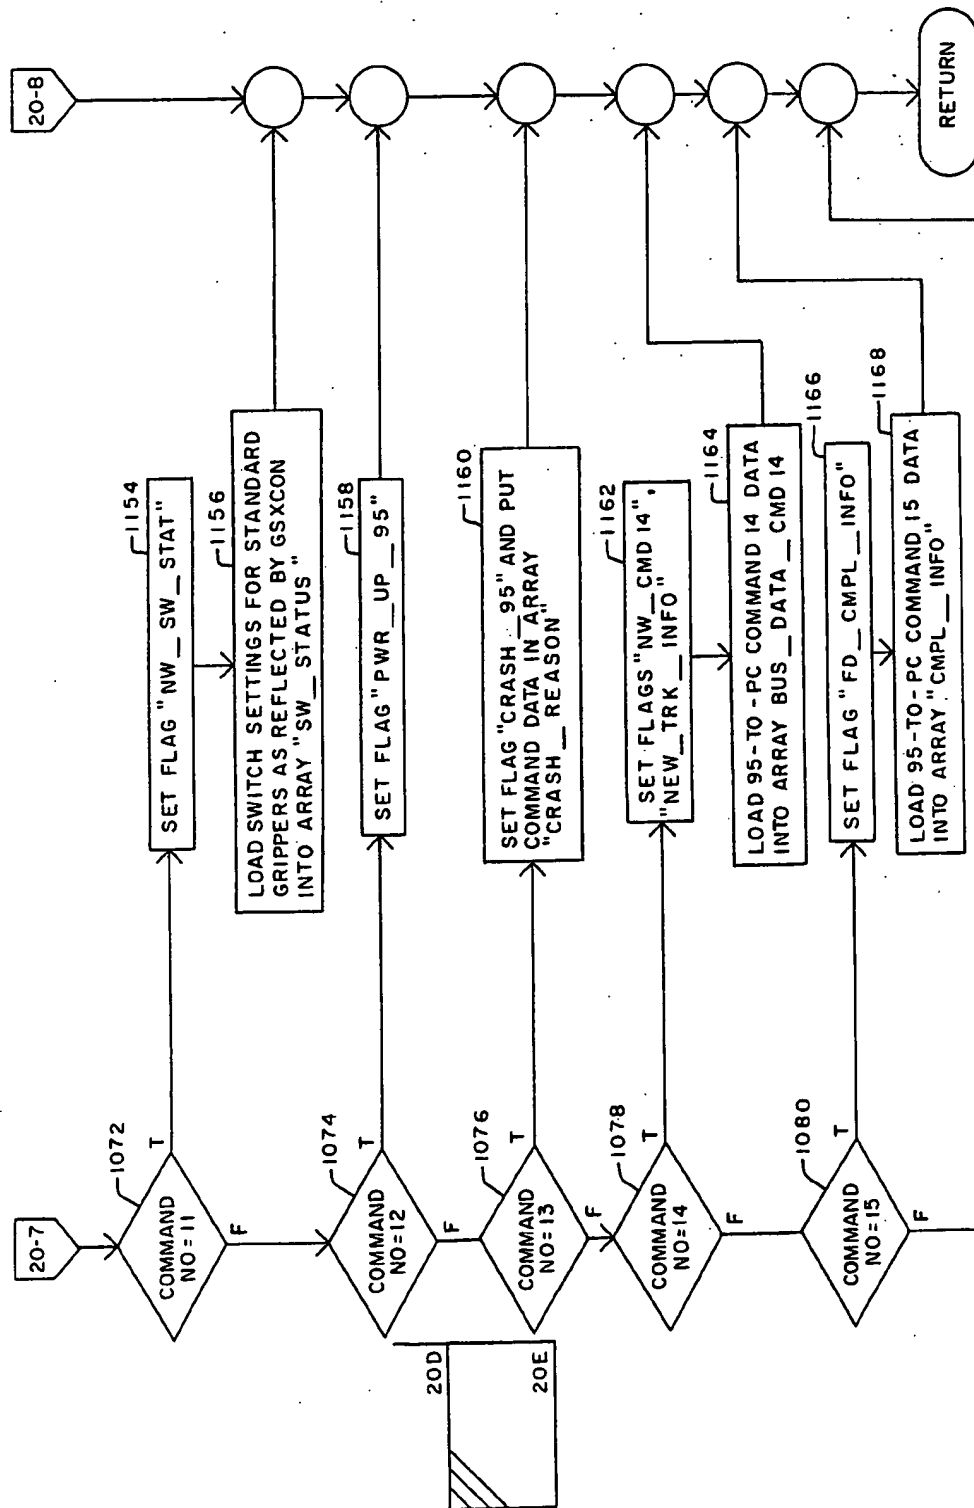 20-7
1072
COMMAND
NO=11
T
F
1154
SET FLAG "NW_SW_STAT"
1156
LOAD SWITCH SETTINGS FOR STANDARD
GRIPPERS AS REFLECTED BY GSXCON
INTO ARRAY "SW_STATUS"
20-8
1074
COMMAND
NO=12
T
F
1158
SET FLAG "PWR_UP_95"
1076
COMMAND
NO=13
T
F
1160
SET FLAG "CRASH_95" AND PUT
COMMAND DATA IN ARRAY
"CRASH_REASON"
1078
COMMAND
NO=14
T
F
1162
SET FLAGS "NW_CMD14",
"NEW_TRK_INFO"
1164
LOAD 95-TO-PC COMMAND 14 DATA
INTO ARRAY BUS_DATA_CMD14
1080
COMMAND
NO=15
T
F
1166
SET FLAG "FD_CMPL_INFO"
1168
LOAD 95-TO-PC COMMAND 15 DATA
INTO ARRAY "CMPL_INFO"
RETURN
20D
20E